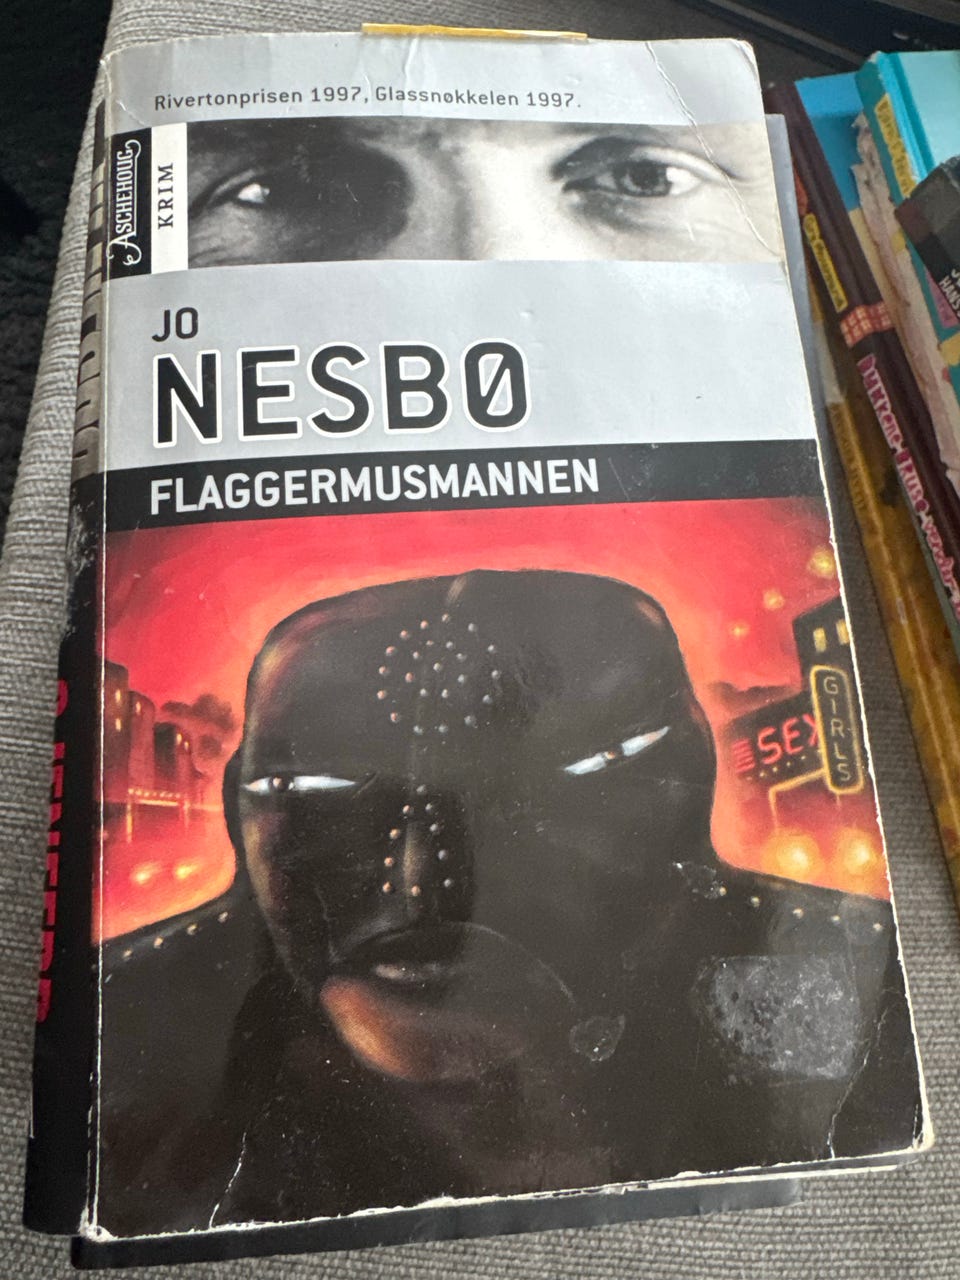 Rivertonprisen 1997, Glassnøkkelen 1997.
ASCHEHOUG
KRIM
JO
NESBØ
FLAGGERMUSMANNEN
SEX
GIRLS